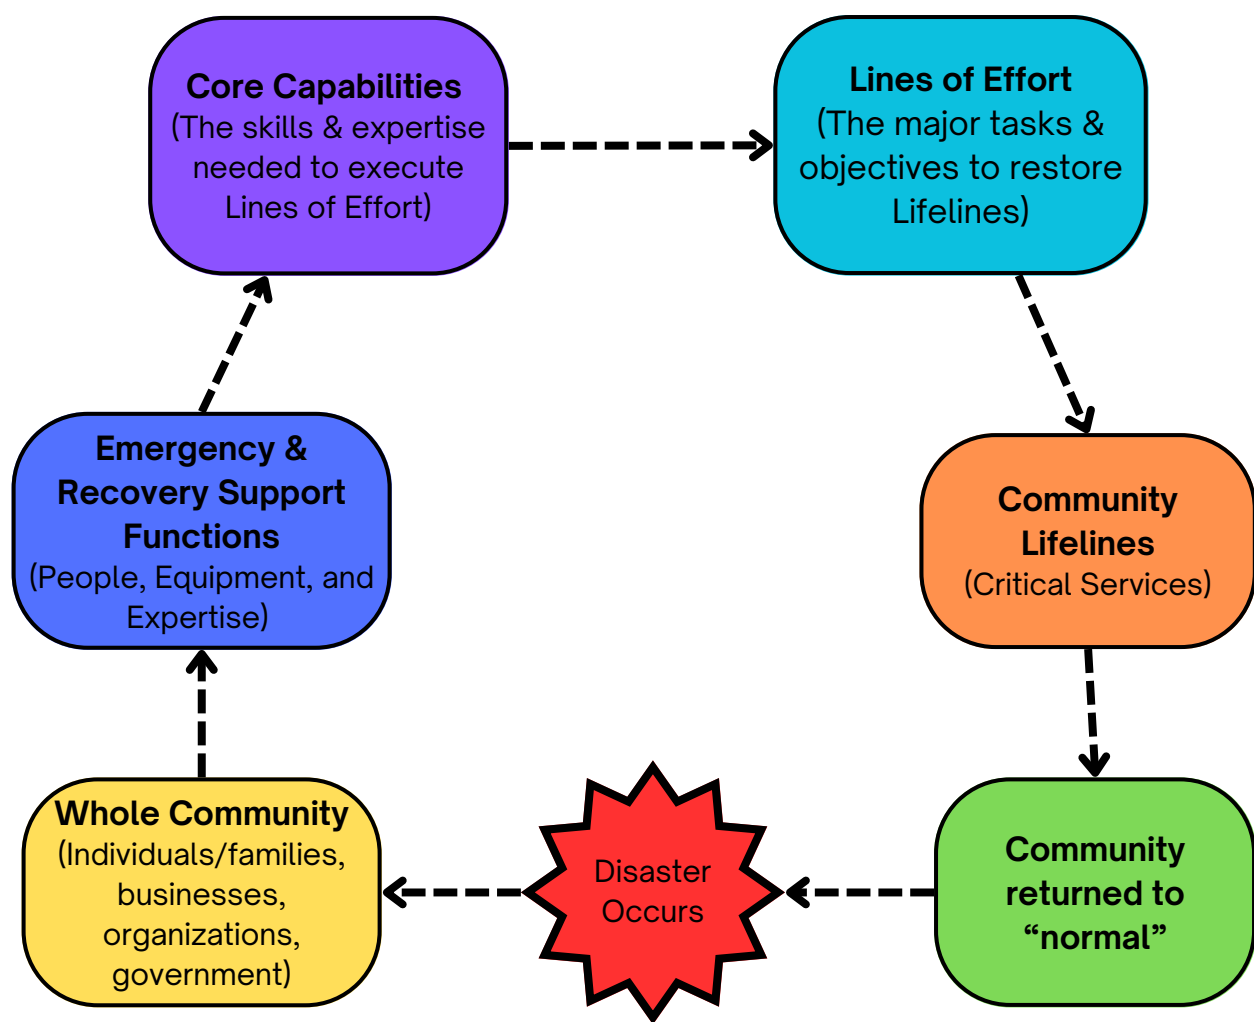 Core Capabilities
(The skills & expertise
needed to execute
Lines of Effort)
Lines of Effort
(The major tasks &
objectives to restore
Lifelines)
Emergency &
Recovery Support
Functions
(People, Equipment, and
Expertise)
Community
Lifelines
(Critical Services)
Whole Community
(Individuals/families,
businesses,
organizations,
government)
Disaster
Occurs
Community
returned to
“normal”